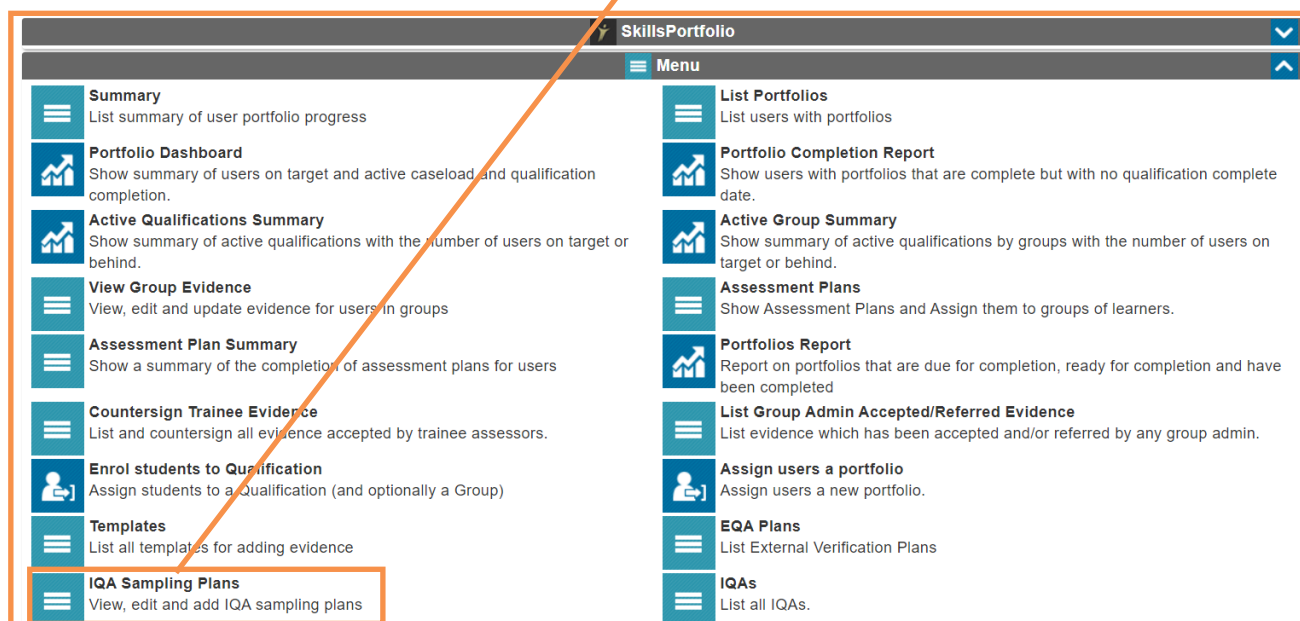 SkillsPortfolio
Menu
Summary
List summary of user portfolio progress
List Portfolios
List users with portfolios
Portfolio Dashboard
Show summary of users on target and active caseload and qualification
completion.
Portfolio Completion Report
Show users with portfolios that are complete but with no qualification complete
date.
Active Qualifications Summary
Show summary of active qualifications with the number of users on target or
behind.
Active Group Summary
Show summary of active qualifications by groups with the number of users on
target or behind.
View Group Evidence
View, edit and update evidence for users in groups
Assessment Plans
Show Assessment Plans and Assign them to groups of learners.
Assessment Plan Summary
Show a summary of the completion of assessment plans for users
Portfolios Report
Report on portfolios that are due for completion, ready for completion and have
been completed
Countersign Trainee Evidence
List and countersign all evidence accepted by trainee assessors.
List Group Admin Accepted/Referred Evidence
List evidence which has been accepted and/or referred by any group admin.
Enrol students to Qualification
Assign students to a Qualification (and optionally a Group)
Assign users a portfolio
Assign users a new portfolio.
Templates
List all templates for adding evidence
EQA Plans
List External Verification Plans
IQA Sampling Plans
View, edit and add IQA sampling plans
IQAs
List all IQAs.